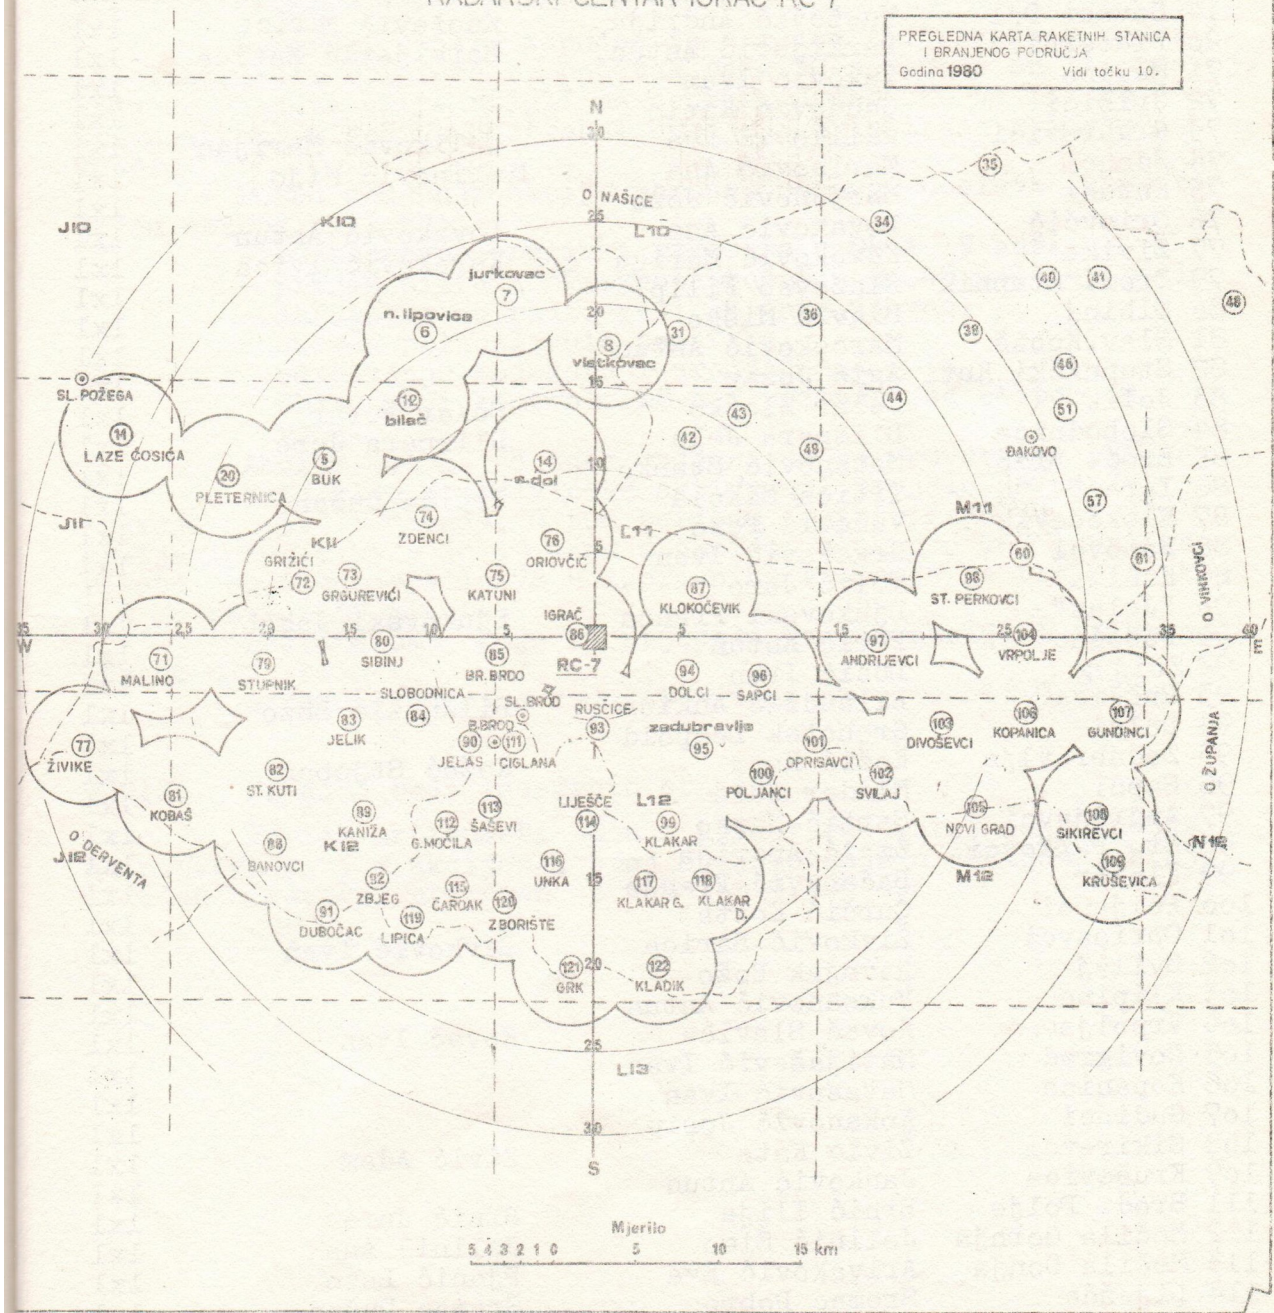 RADARSKI CENTAR IGRAČ RC-7
PREGLEDNA KARTA RAKETNIH STANICA
I BRANJENOG PODRUČJA
Godina 1980 Vidi točku 10.
N
30
35
NAŠICE
25
K10
L10
34
J10
jurkovac
7
40
41
48
n.lipovica
6
20
36
39
31
8
vletkovac
46
15
SL. POŽEGA
12
bilač
44
51
43
11
LAZE ĆOSIĆA
42
49
ĐAKOVO
5
BUK
14
s.dol
10
20
PLETERNICA
57
M11
74
ZDENCI
J11
K11
L11
76
ORIOVČIĆ
5
60
61
GRIŽIĆI
72
73
GRGUREVIĆI
75
KATUNI
87
KLOKOČEVIK
98
ST. PERKOVCI
VINKOVCI
IGRAČ
86
35
W
30
25
20
15
10
5
5
15
25
35
40
80
SIBINJ
97
ANDRIJEVCI
104
VRPOLJE
71
MALINO
79
STUPNIK
85
BR. BRDO
RC-7
94
DOLCI
96
SAPCI
SLOBODNICA
84
SL. BROD
83
JELIK
RUSČICE
93
zadubravlje
95
103
DIVOŠEVCI
106
KOPANICA
107
GUNDINCI
77
ŽIVIKE
B.BROD
90
JELAS
111
CIGLANA
101
OPRISAVCI
ŽUPANJA
82
ST. KUTI
100
POLJANCI
102
SVILAJ
81
KOBAŠ
89
KANIŽA
112
G.MOČILA
113
ŠAŠEVI
LIJEŠĆE
114
L12
99
KLAKAR
105
NOVI GRAD
108
SIKIREVCI
N12
DERVENTA
J12
88
BANOVCI
K12
116
UNKA
15
109
KRUŠEVICA
M12
92
ZBJEG
115
ČARDAK
117
KLAKAR G.
118
KLAKAR
D.
91
DUBOČAC
119
LIPICA
120
ZBORIŠTE
121
GRK
20
122
KLADIK
25
L13
30
S
Mjerilo
5 4 3 2 1 0 5 10 15 km